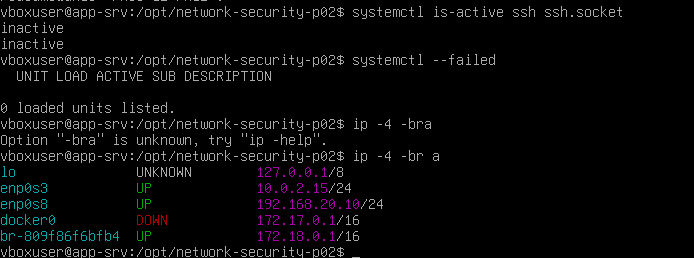 vboxuser@app-srv:/opt/network-security-p02$ systemctl is-active ssh ssh.socket
inactive
inactive
vboxuser@app-srv:/opt/network-security-p02$ systemctl --failed
  UNIT LOAD ACTIVE SUB DESCRIPTION

0 loaded units listed.
vboxuser@app-srv:/opt/network-security-p02$ ip -4 -bra
Option "-bra" is unknown, try "ip -help".
vboxuser@app-srv:/opt/network-security-p02$ ip -4 -br a
lo               UNKNOWN        127.0.0.1/8
enp0s3           UP             10.0.2.15/24
enp0s8           UP             192.168.20.10/24
docker0          DOWN           172.17.0.1/16
br-809f86f6bfb4  UP             172.18.0.1/16
vboxuser@app-srv:/opt/network-security-p02$ _